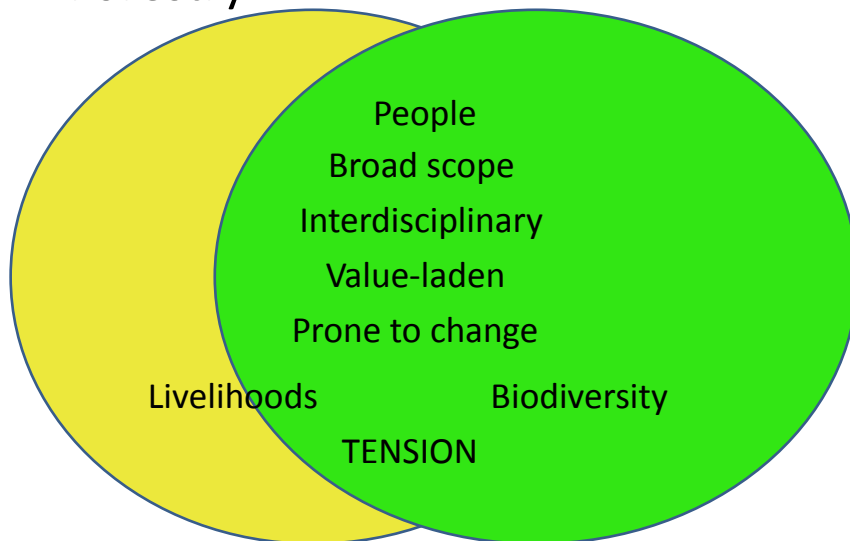 People
Broad scope
Interdisciplinary
Value-laden
Prone to change
Livelihoods Biodiversity
TENSION